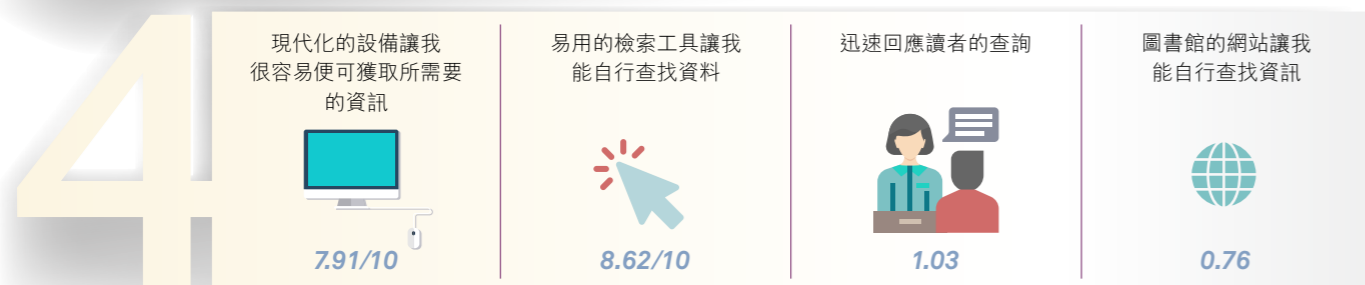 4
現代化的設備讓我
很容易便可獲取所需要
的資訊
7.91/10
易用的檢索工具讓我
能自行查找資料
8.62/10
迅速回應讀者的查詢
1.03
圖書館的網站讓我
能自行查找資訊
0.76